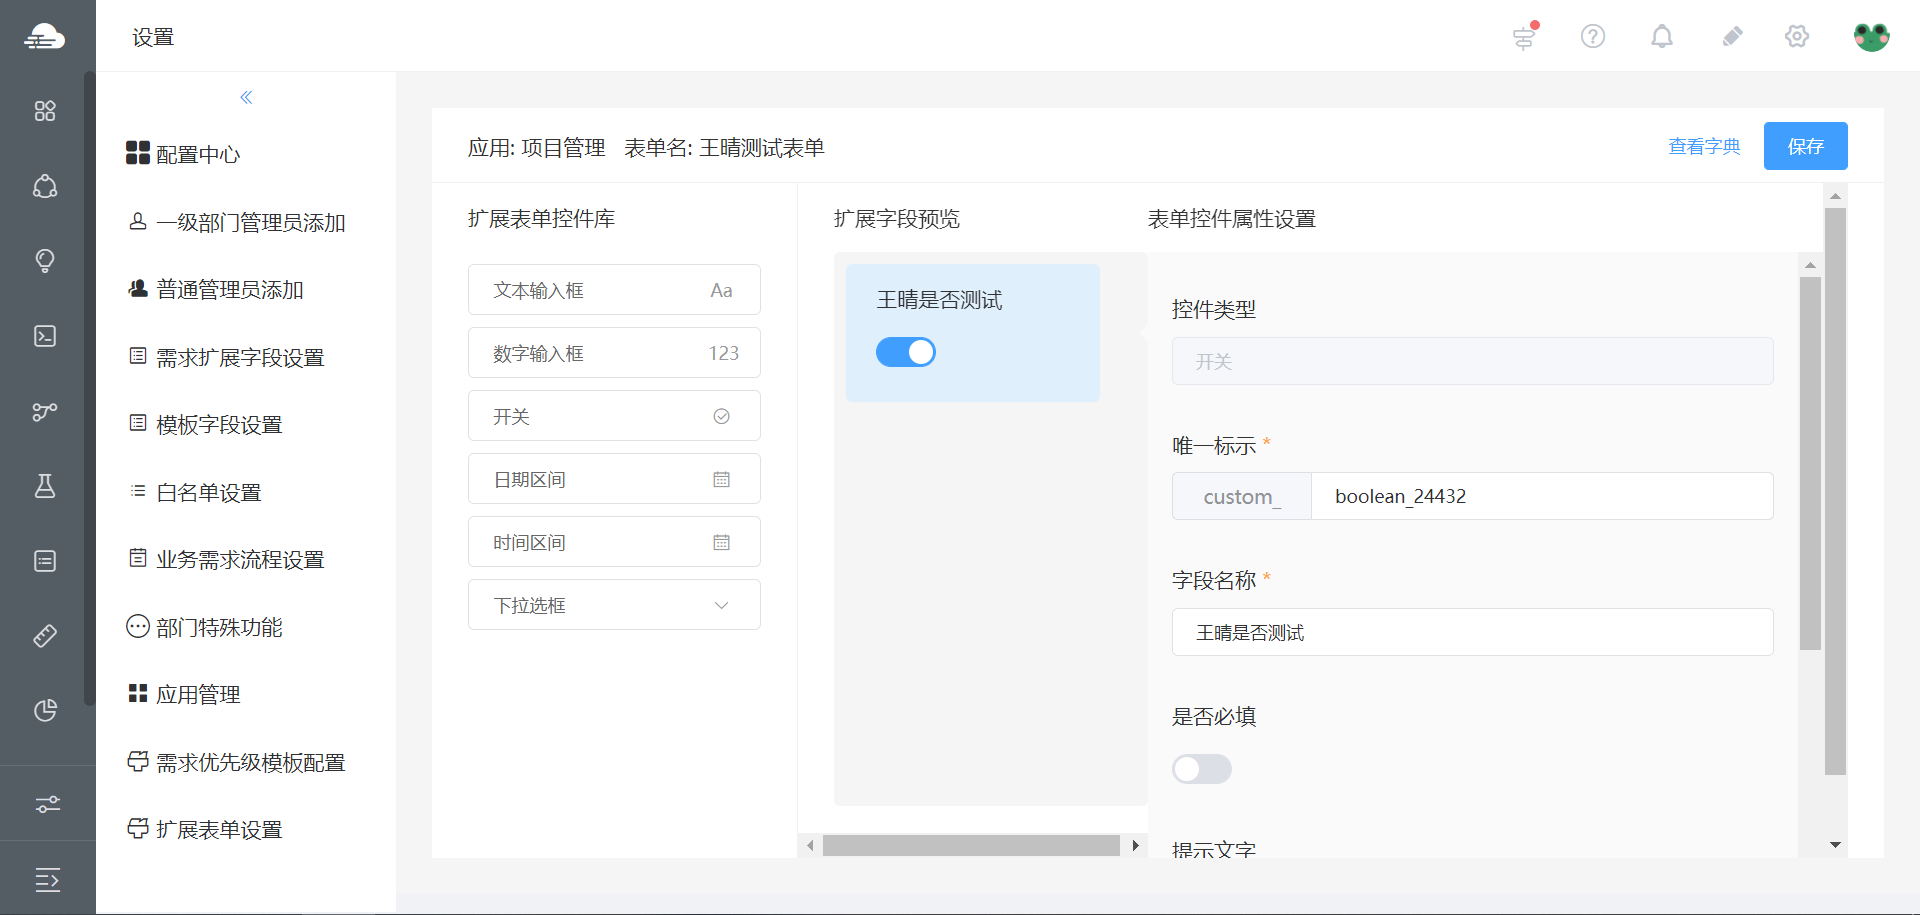 设置
配置中心
一级部门管理员添加
普通管理员添加
需求扩展字段设置
模板字段设置
白名单设置
业务需求流程设置
部门特殊功能
应用管理
需求优先级模板配置
扩展表单设置
应用: 项目管理 表单名: 王晴测试表单
查看字典
保存
扩展表单控件库
文本输入框 Aa
数字输入框 123
开关
日期区间
时间区间
下拉选框
扩展字段预览
王晴是否测试
表单控件属性设置
控件类型
开关
唯一标示 *
custom_ boolean_24432
字段名称 *
王晴是否测试
是否必填
提示文字